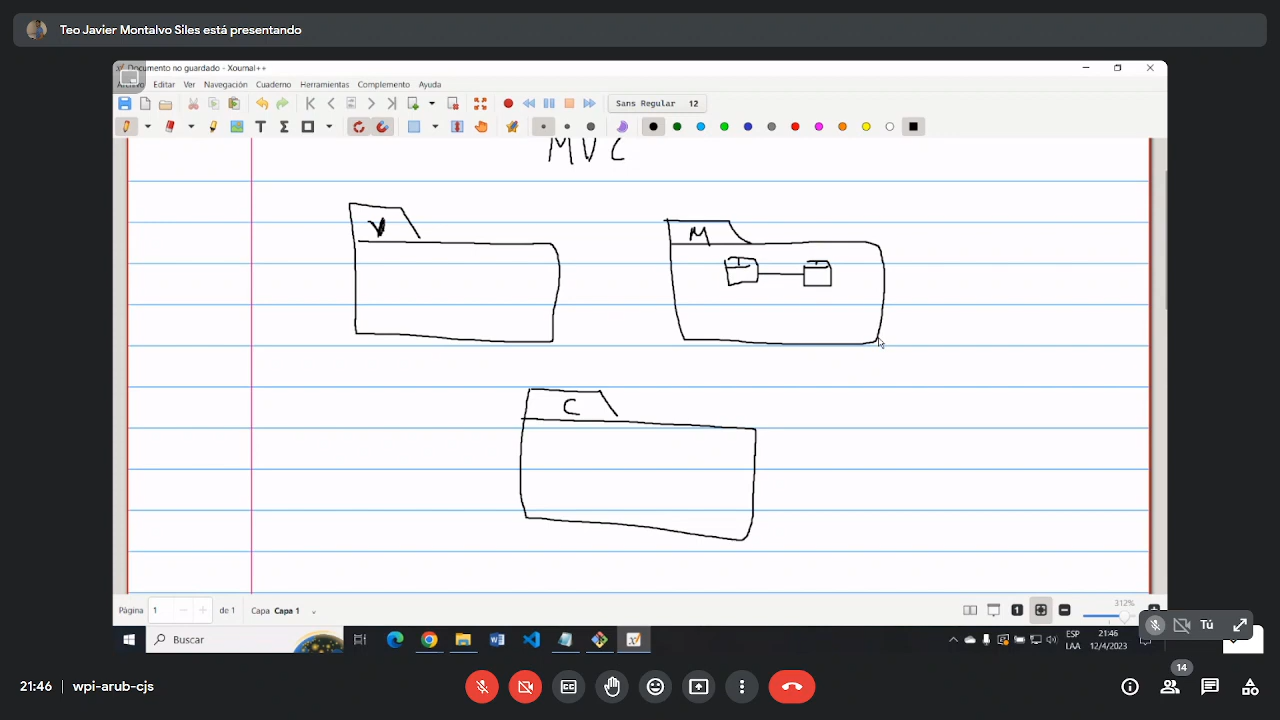 Teo Javier Montalvo Siles está presentando
Documento no guardado - Xournal++
Archivo Editar Ver Navegación Cuaderno Herramientas Complemento Ayuda
Sans Regular 12
MVC
V
M
C
Página 1 de 1 Capa Capa 1
312%
Tú
Buscar
ESP
LAA
21:46
12/4/2023
14
21:46 | wpi-arub-cjs